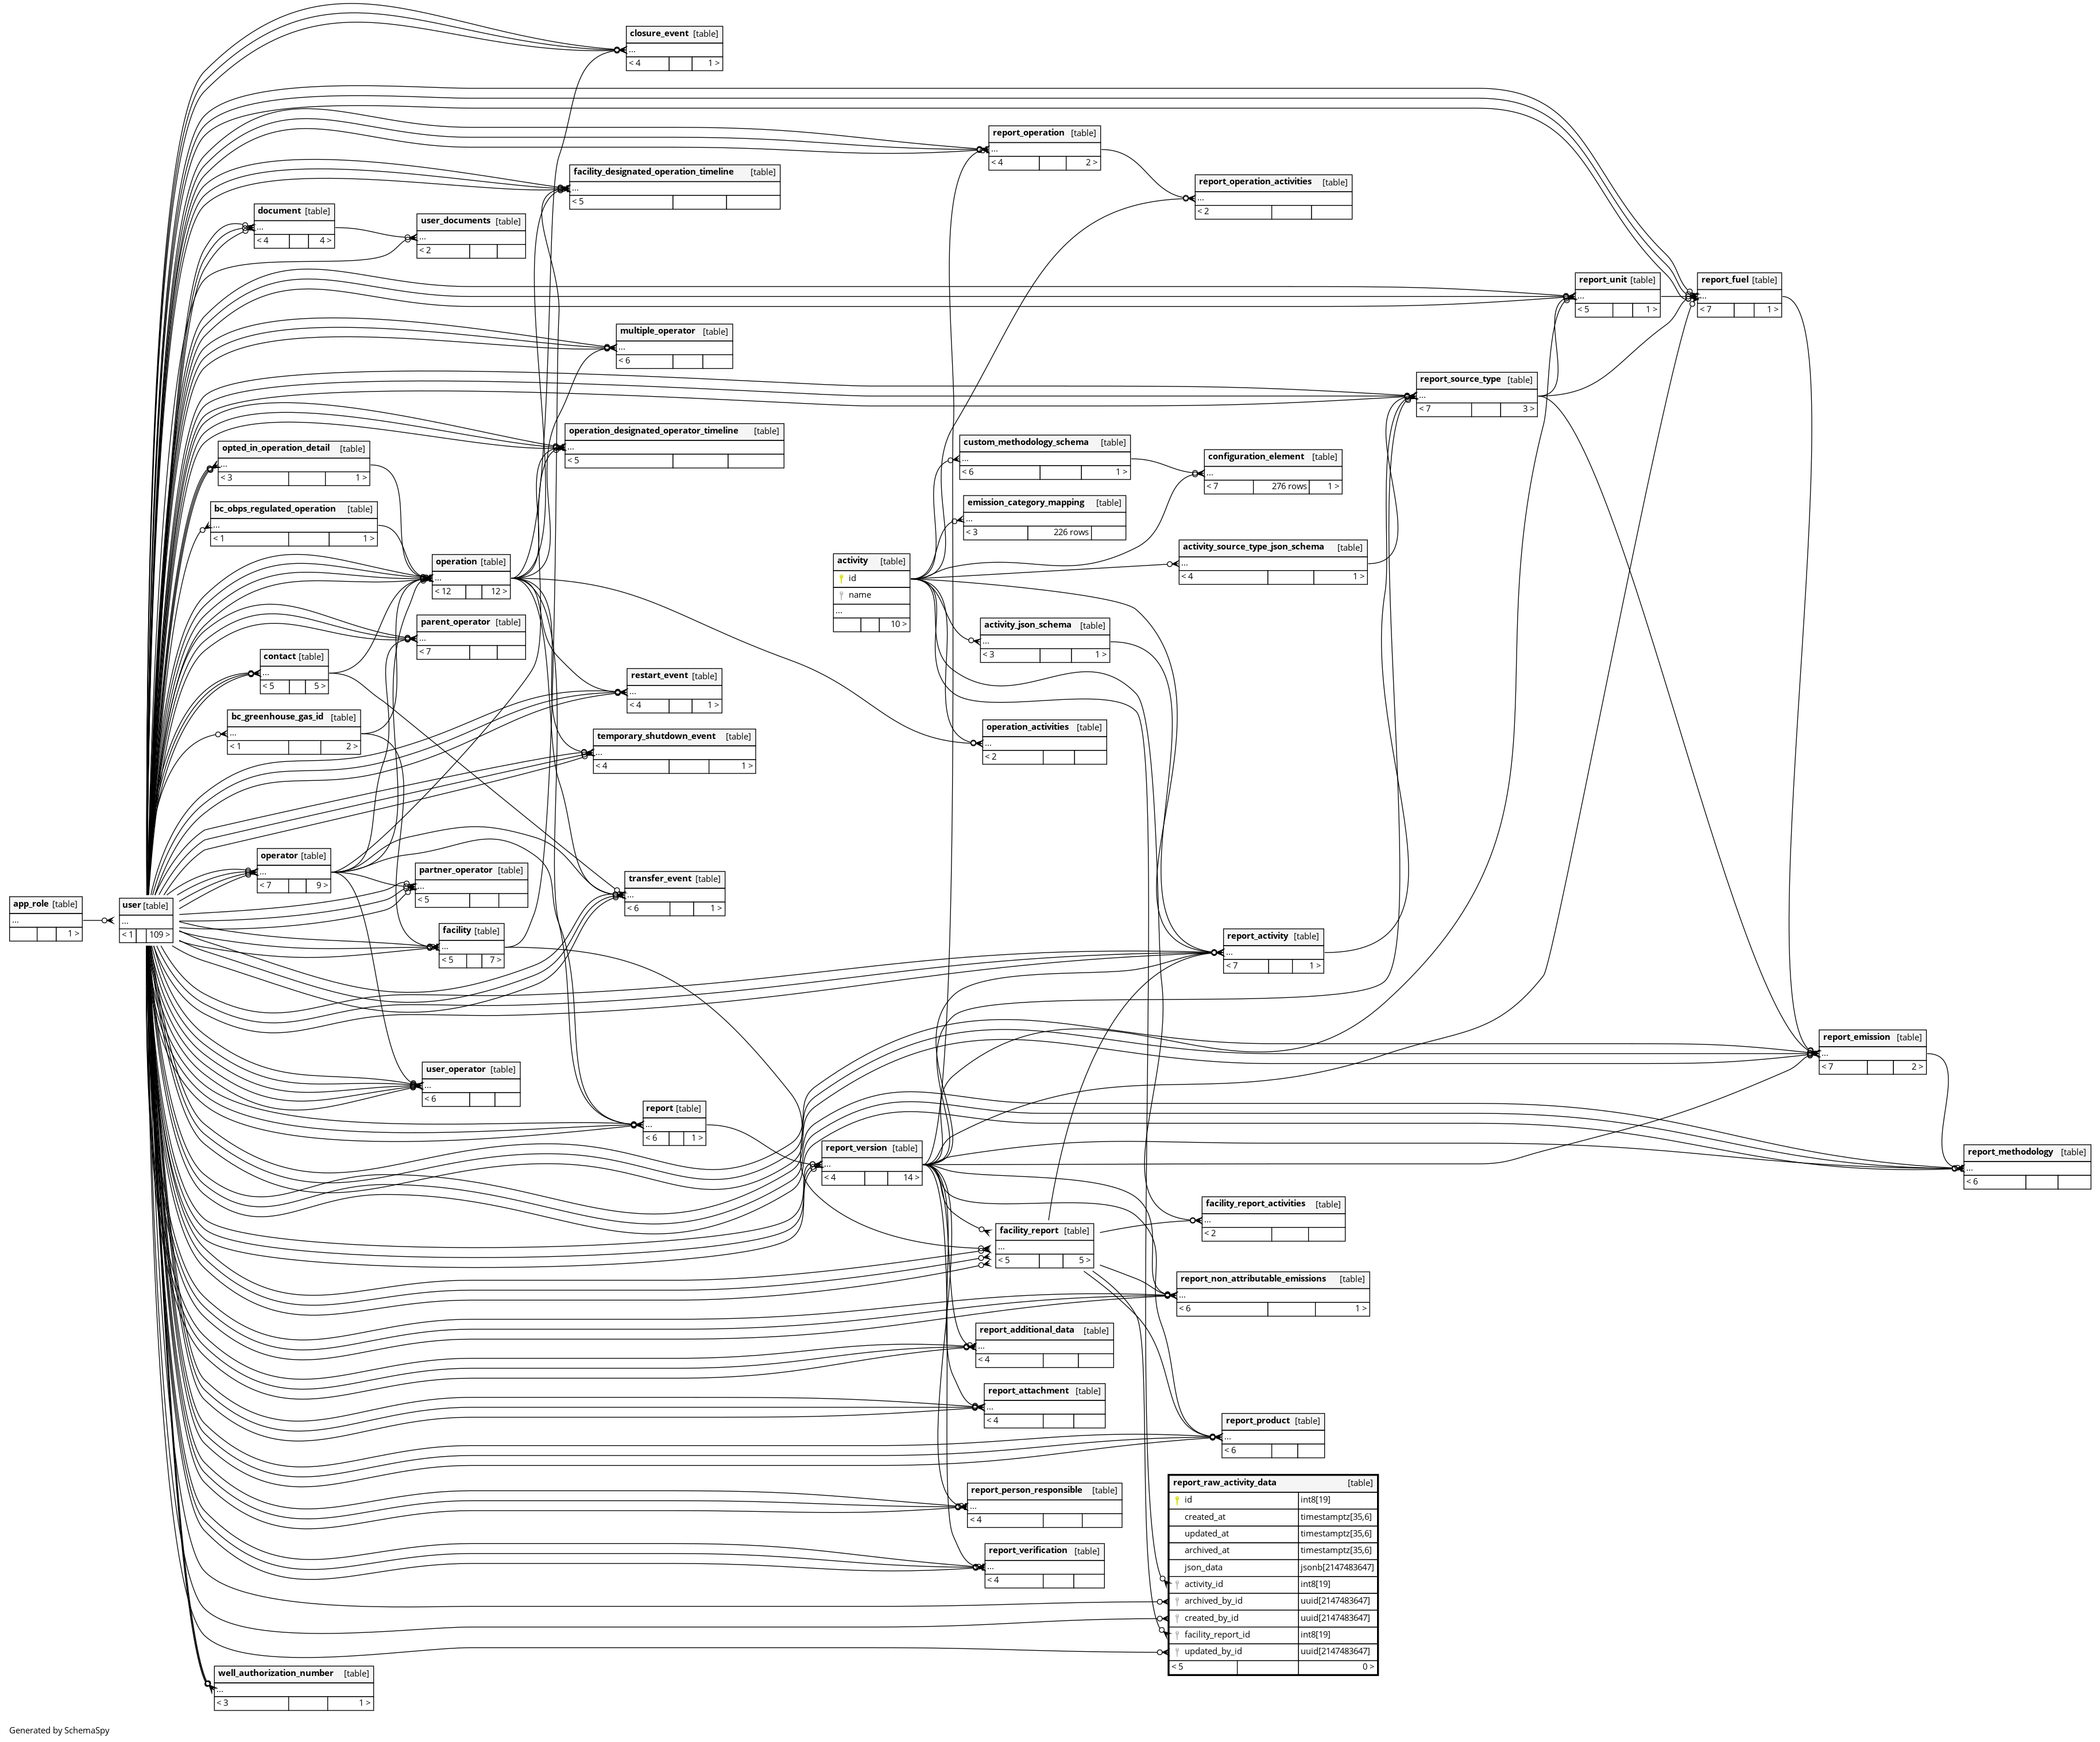 closure_event [table]
...
< 4 1 >
report_operation [table]
...
< 4 2 >
facility_designated_operation_timeline [table]
...
< 5
report_operation_activities [table]
...
< 2
document [table]
...
< 4 4 >
user_documents [table]
...
< 2
report_unit [table]
...
< 5 1 >
report_fuel [table]
...
< 7 1 >
multiple_operator [table]
...
< 6
report_source_type [table]
...
< 7 3 >
operation_designated_operator_timeline [table]
...
< 5
opted_in_operation_detail [table]
...
< 3 1 >
custom_methodology_schema [table]
...
< 6 1 >
configuration_element [table]
...
< 7 276 rows 1 >
bc_obps_regulated_operation [table]
...
< 1 1 >
emission_category_mapping [table]
...
< 3 226 rows
activity_source_type_json_schema [table]
...
< 4 1 >
operation [table]
...
< 12 12 >
activity [table]
id
name
...
10 >
parent_operator [table]
...
< 7
activity_json_schema [table]
...
< 3 1 >
contact [table]
...
< 5 5 >
restart_event [table]
...
< 4 1 >
bc_greenhouse_gas_id [table]
...
< 1 2 >
operation_activities [table]
...
< 2
temporary_shutdown_event [table]
...
< 4 1 >
operator [table]
...
< 7 9 >
partner_operator [table]
...
< 5
transfer_event [table]
...
< 6 1 >
app_role [table]
...
1 >
user [table]
...
< 1 109 >
facility [table]
...
< 5 7 >
report_activity [table]
...
< 7 1 >
report_emission [table]
...
< 7 2 >
user_operator [table]
...
< 6
report [table]
...
< 6 1 >
report_version [table]
...
< 4 14 >
report_methodology [table]
...
< 6
facility_report_activities [table]
...
< 2
facility_report [table]
...
< 5 5 >
report_non_attributable_emissions [table]
...
< 6 1 >
report_additional_data [table]
...
< 4
report_attachment [table]
...
< 4
report_product [table]
...
< 6
report_person_responsible [table]
...
< 4
report_verification [table]
...
< 4
report_raw_activity_data [table]
id int8[19]
created_at timestamptz[35,6]
updated_at timestamptz[35,6]
archived_at timestamptz[35,6]
json_data jsonb[2147483647]
activity_id int8[19]
archived_by_id uuid[2147483647]
created_by_id uuid[2147483647]
facility_report_id int8[19]
updated_by_id uuid[2147483647]
< 5 0 >
well_authorization_number [table]
...
< 3 1 >
Generated by SchemaSpy